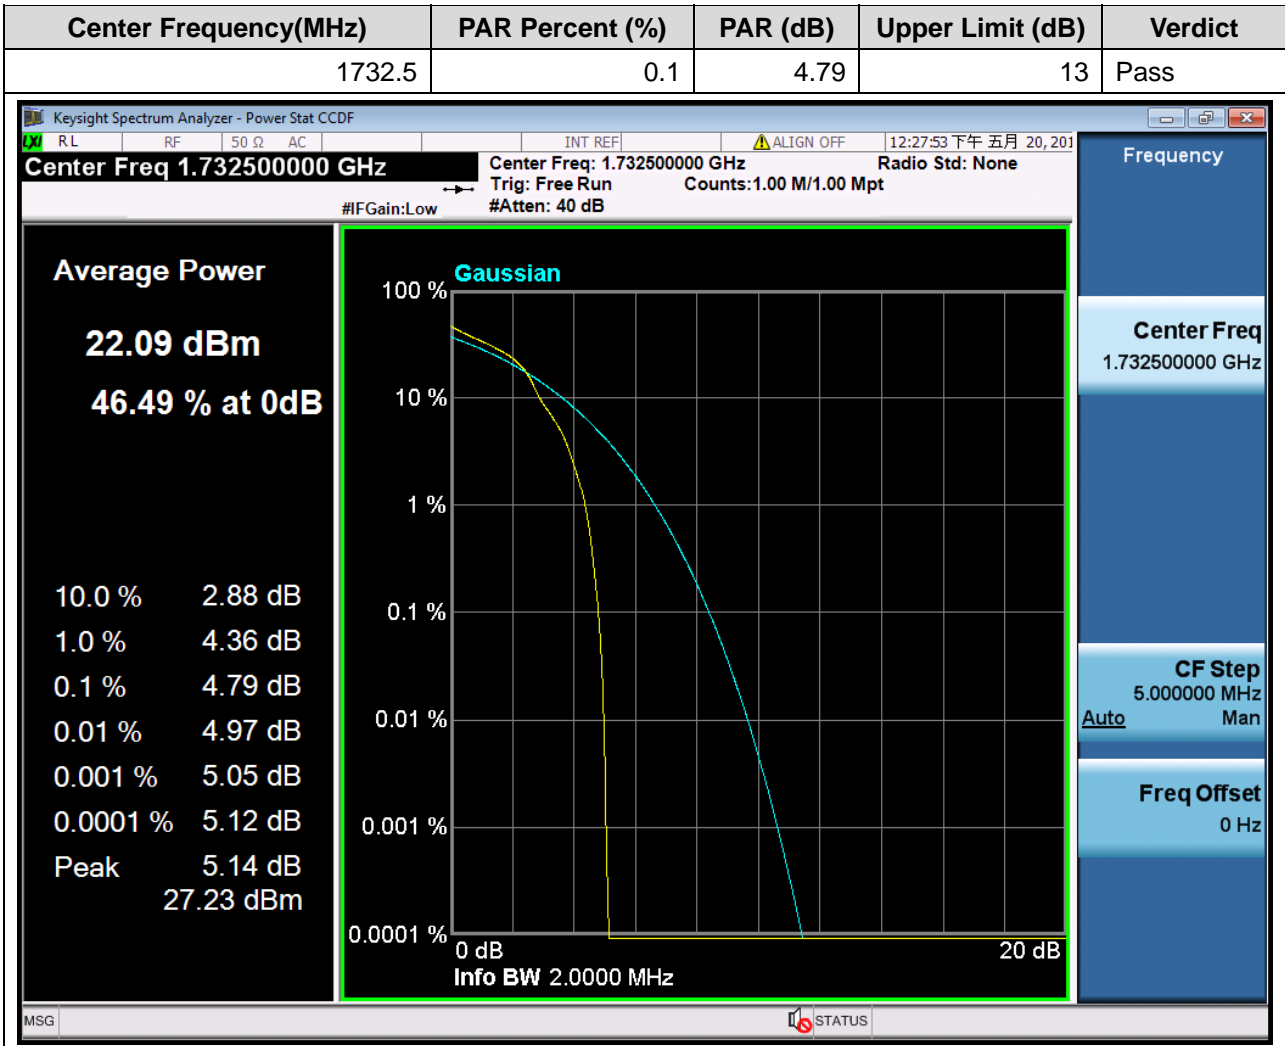 Center Frequency(MHz) PAR Percent (%) PAR (dB) Upper Limit (dB) Verdict
1732.5 0.1 4.79 13 Pass
Keysight Spectrum Analyzer - Power Stat CCDF
LXI RL RF 50 Ω AC INT REF ALIGN OFF 12:27:53 下午 五月 20, 201
Center Freq 1.732500000 GHz
Center Freq: 1.732500000 GHz Radio Std: None
Trig: Free Run Counts:1.00 M/1.00 Mpt
#IFGain:Low #Atten: 40 dB
Average Power
22.09 dBm
46.49 % at 0dB
10.0 % 2.88 dB
1.0 % 4.36 dB
0.1 % 4.79 dB
0.01 % 4.97 dB
0.001 % 5.05 dB
0.0001 % 5.12 dB
Peak 5.14 dB
27.23 dBm
Gaussian
100 %
10 %
1 %
0.1 %
0.01 %
0.001 %
0.0001 %
0 dB 20 dB
Info BW 2.0000 MHz
Frequency
Center Freq
1.732500000 GHz
CF Step
5.000000 MHz
Auto Man
Freq Offset
0 Hz
MSG STATUS